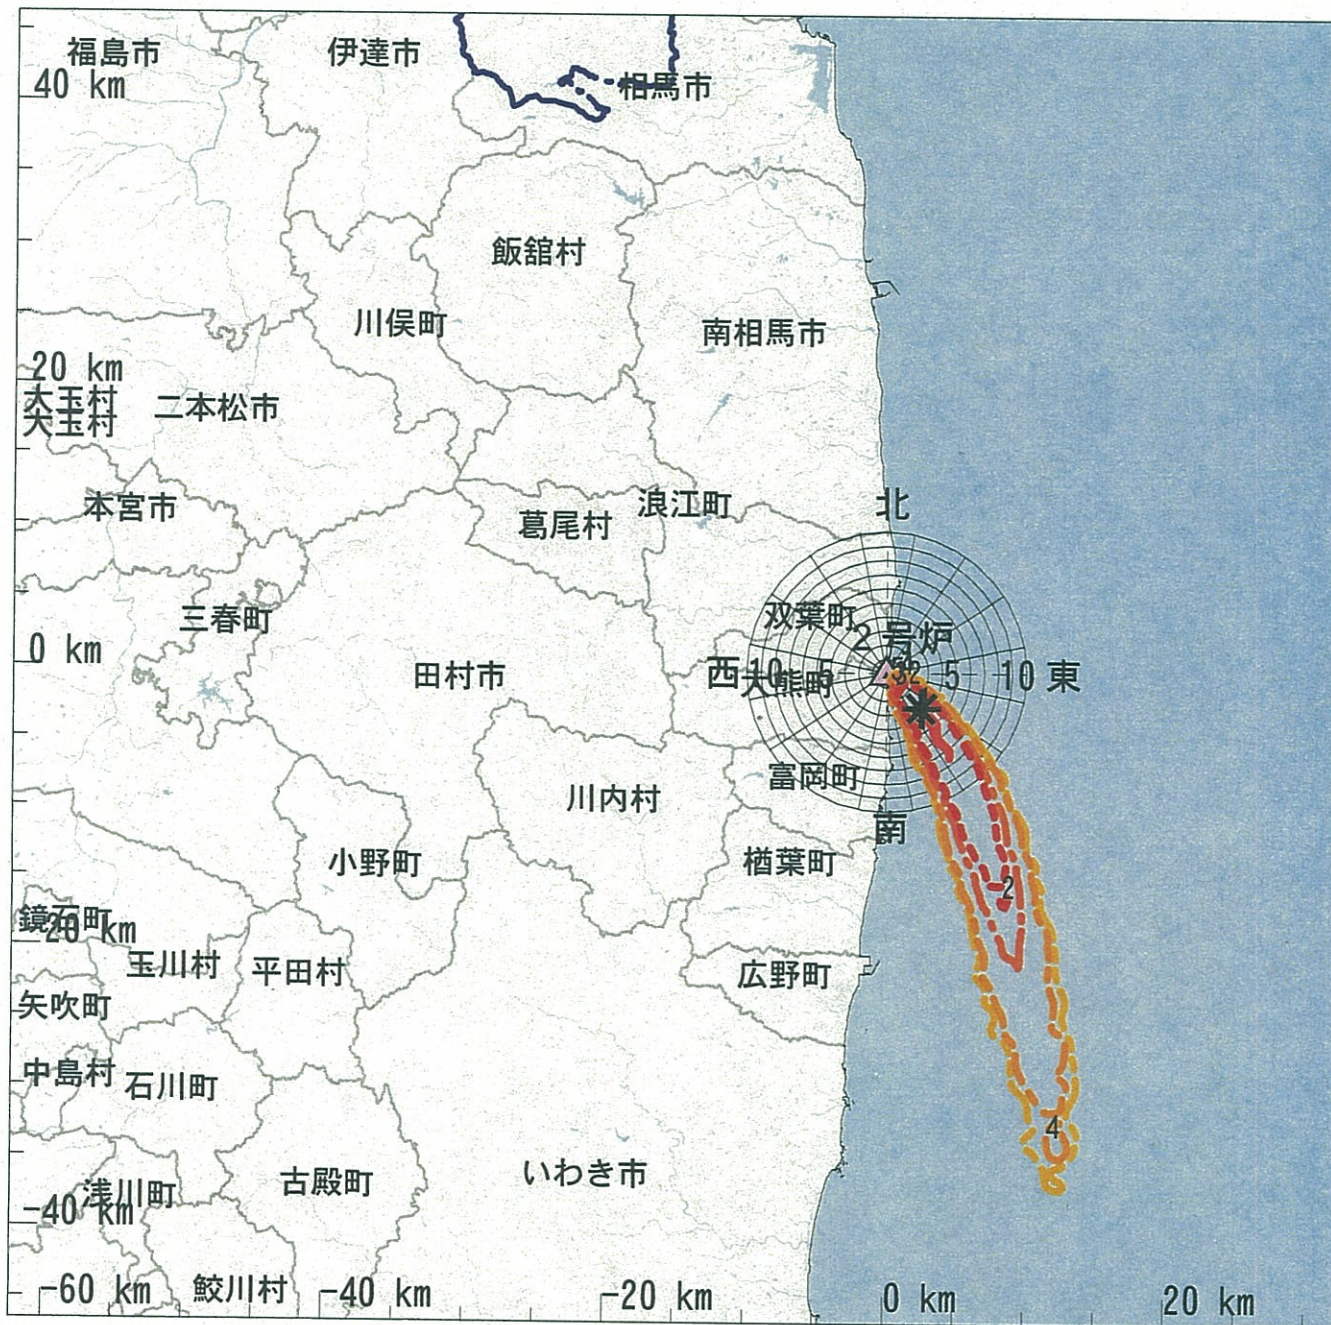 福島市
伊達市
40 km
相馬市
飯舘村
川俣町
南相馬市
20 km
大玉村
大玉村
二本松市
本宮市
葛尾村
浪江町
北
三春町
双葉町
2号炉
0 km
田村市
西
10
5
大熊町
5
10
東
富岡町
川内村
南
小野町
楢葉町
2
鏡石町
-20 km
玉川村
平田村
広野町
矢吹町
中島村
石川町
4
いわき市
浅川町
古殿町
-40 km
-60 km
鮫川村
-40 km
-20 km
0 km
20 km